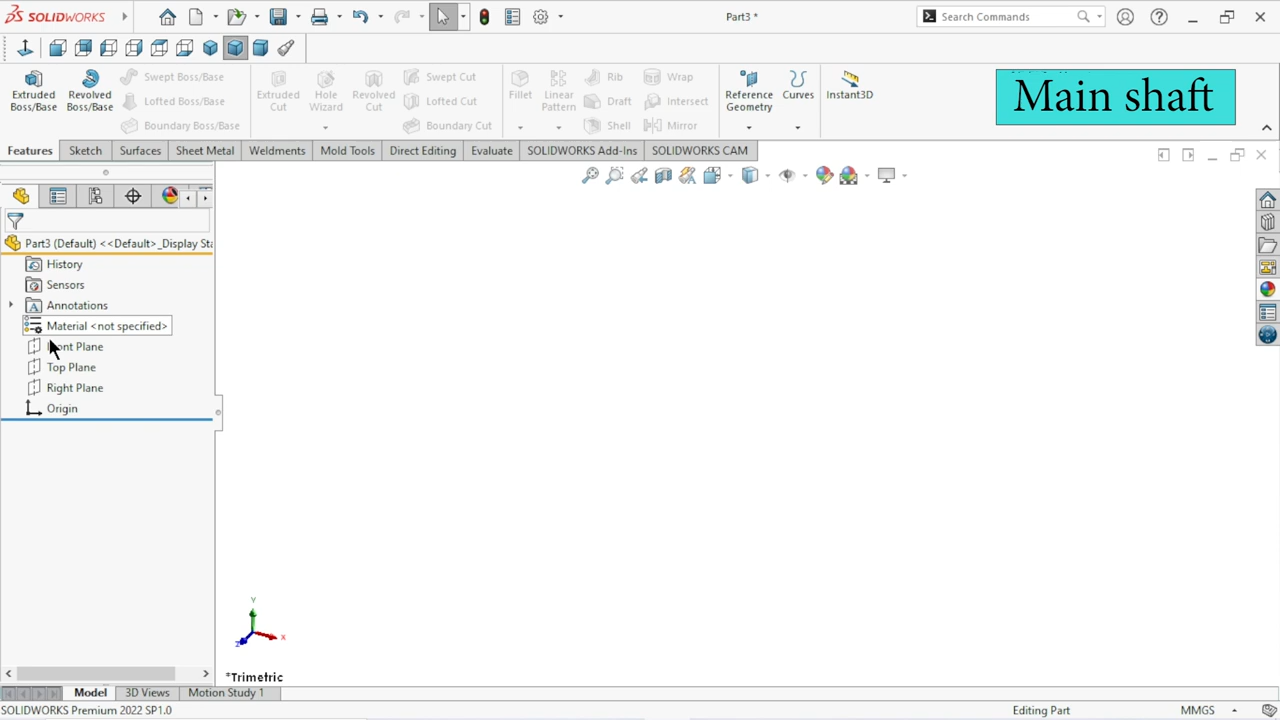 SOLIDWORKS
Part3 *
Search Commands
Extruded Boss/Base
Revolved Boss/Base
Swept Boss/Base
Lofted Boss/Base
Boundary Boss/Base
Extruded Cut
Hole Wizard
Revolved Cut
Swept Cut
Lofted Cut
Boundary Cut
Fillet
Linear Pattern
Rib
Draft
Shell
Wrap
Intersect
Mirror
Reference Geometry
Curves
Instant3D
Main shaft
Features
Sketch
Surfaces
Sheet Metal
Weldments
Mold Tools
Direct Editing
Evaluate
SOLIDWORKS Add-Ins
SOLIDWORKS CAM
Part3 (Default) <<Default>_Display Sta
History
Sensors
Annotations
Material <not specified>
ont Plane
Top Plane
Right Plane
Origin
Y
X
Z
*Trimetric
Model
3D Views
Motion Study 1
SOLIDWORKS Premium 2022 SP1.0
Editing Part
MMGS